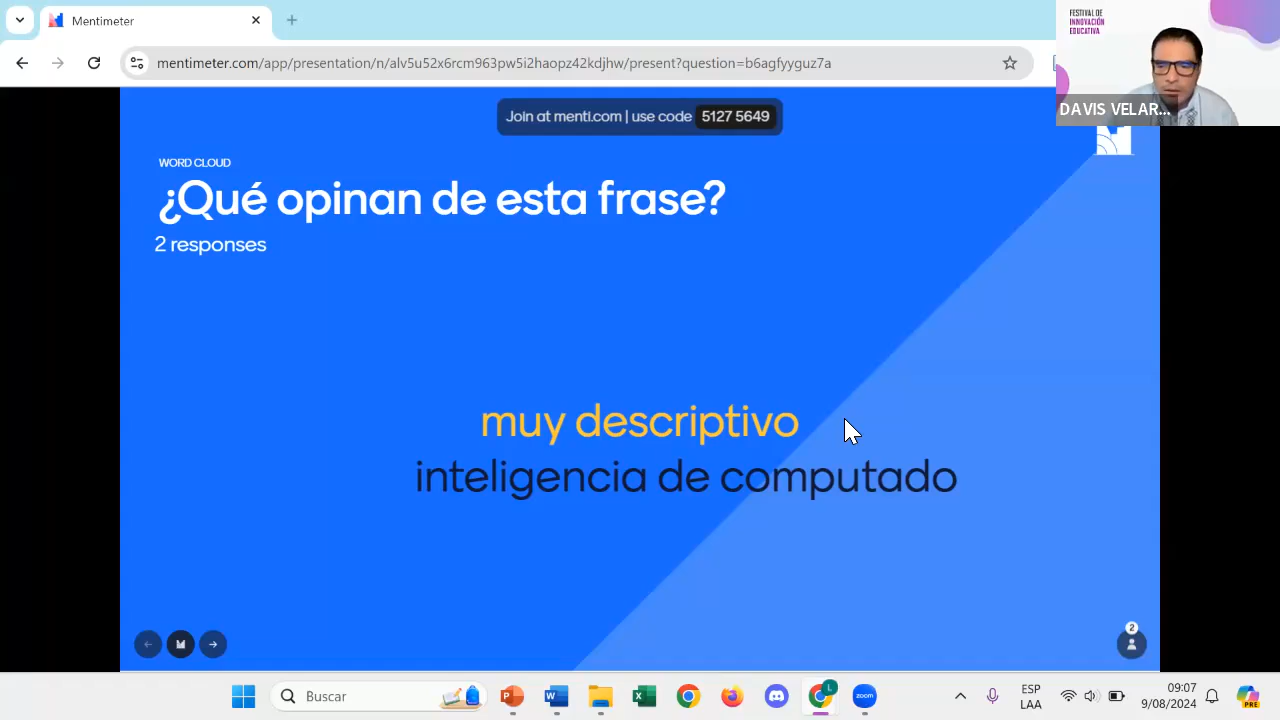 Mentimeter
mentimeter.com/app/presentation/n/alv5u52x6rcm963pw5i2haopz42kdjhw/present?question=b6agfyyguz7a
FESTIVAL DE
INNOVACIÓN
EDUCATIVA
DAVIS VELAR...
Join at menti.com | use code 5127 5649
WORD CLOUD
¿Qué opinan de esta frase?
2 responses
muy descriptivo
inteligencia de computado
2
Buscar
ESP
LAA
09:07
9/08/2024
PRE
L
zoom